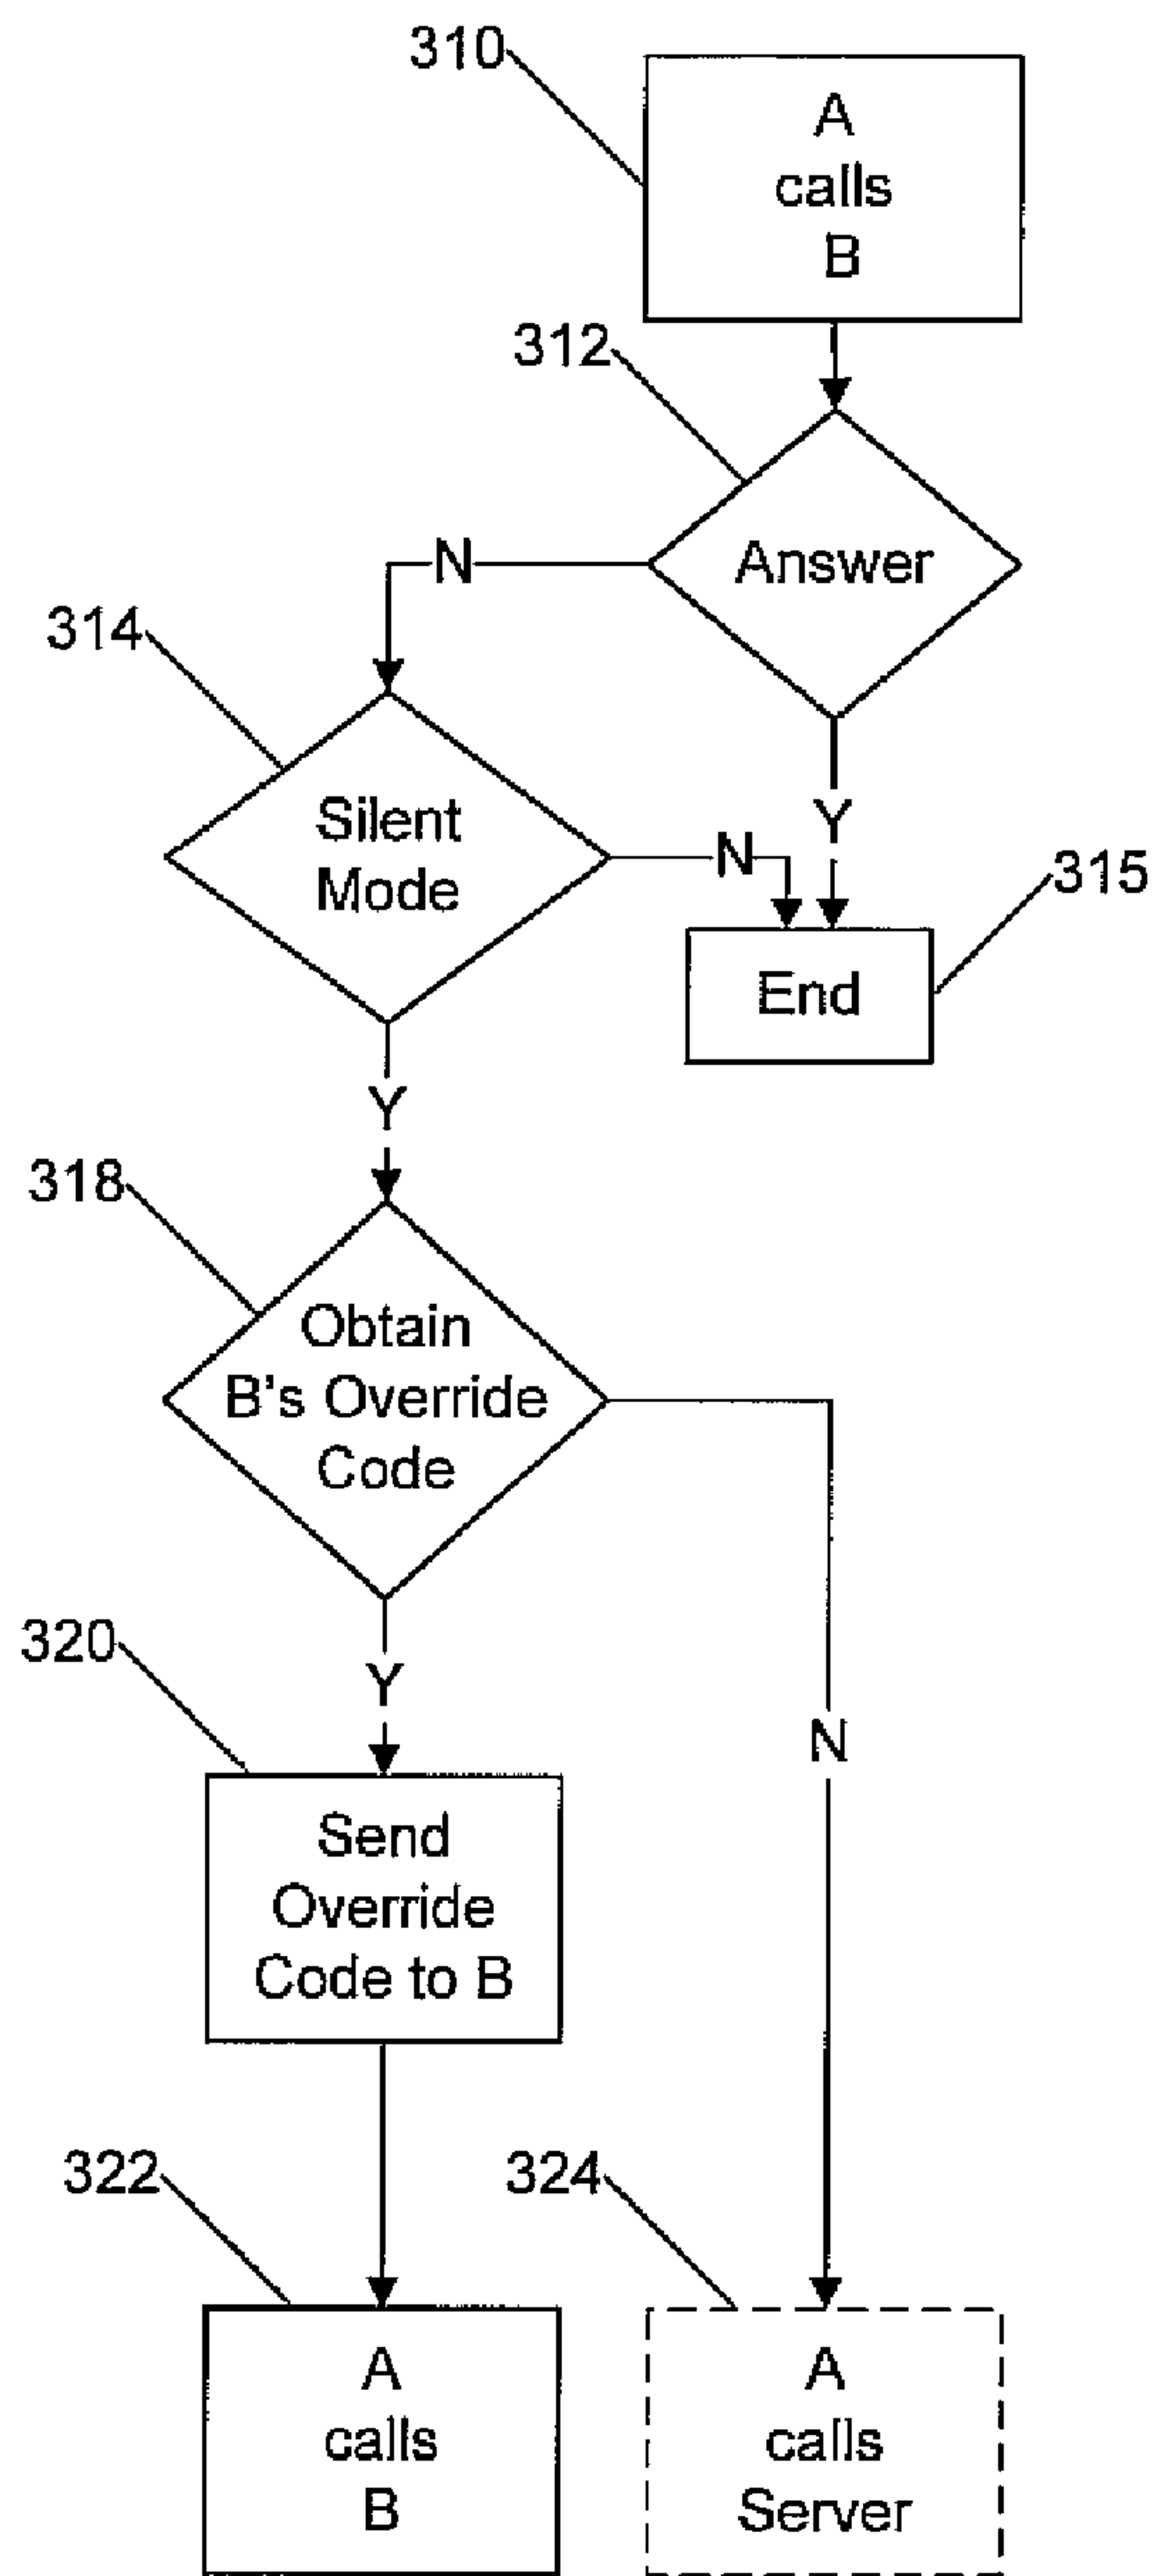 310
A
calls
B
312
Answer
N
314
Silent
Mode
N
Y
315
End
Y
318
Obtain
B's Override
Code
Y
N
320
Send
Override
Code to B
322
A
calls
B
324
A
calls
Server